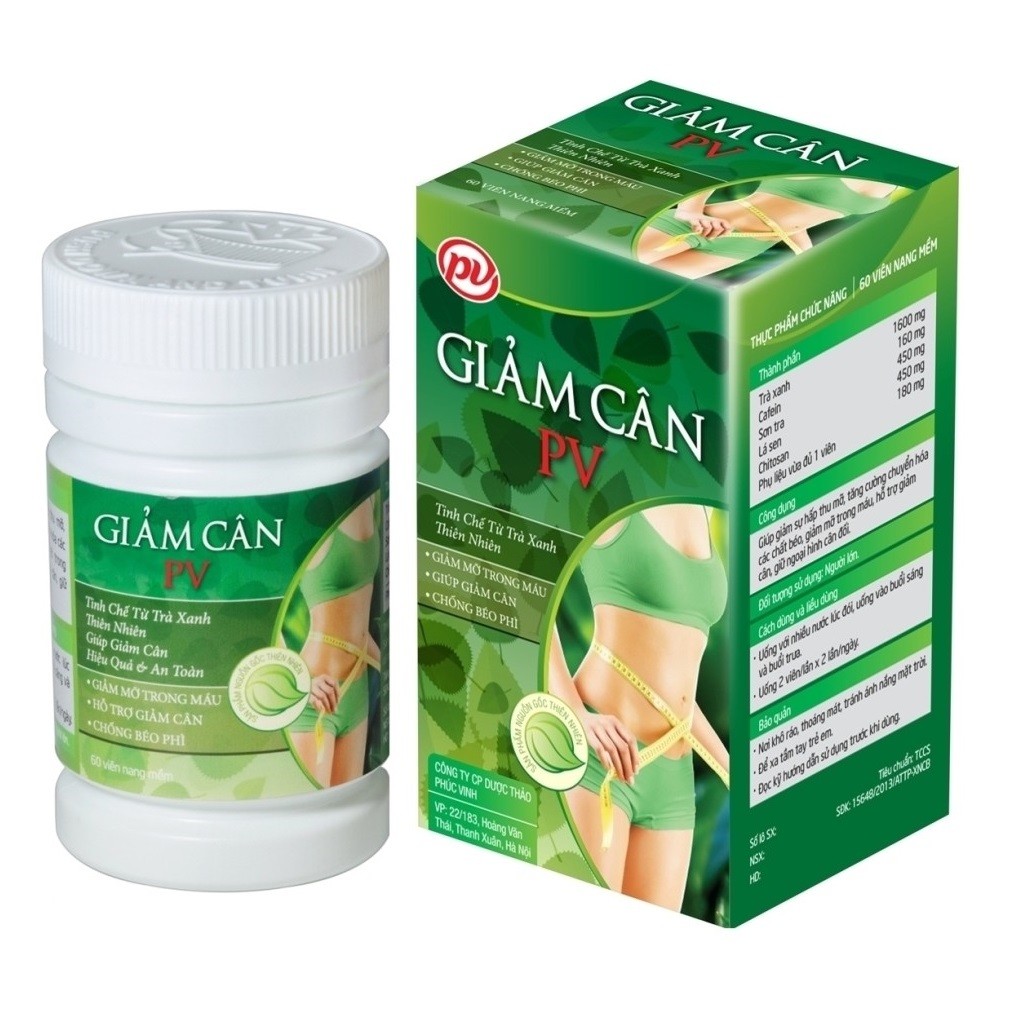 GIẢM CÂN
PV
Tinh Chế Từ Trà Xanh
Thiên Nhiên
Giúp Giảm Cân
Hiệu Quả & An Toàn
• GIẢM MỠ TRONG MÁU
• HỖ TRỢ GIẢM CÂN
• CHỐNG BÉO PHÌ
60 viên nang mềm
SẢN PHẨM NGUỒN GỐC THIÊN NHIÊN
GIẢM CÂN
PV
Tinh Chế Từ Trà Xanh
Thiên Nhiên
• GIẢM MỠ TRONG MÁU
• GIÚP GIẢM CÂN
• CHỐNG BÉO PHÌ
60 VIÊN NANG MỀM
PV
GIẢM CÂN
PV
Tinh Chế Từ Trà Xanh
Thiên Nhiên
• GIẢM MỠ TRONG MÁU
• GIÚP GIẢM CÂN
• CHỐNG BÉO PHÌ
SẢN PHẨM NGUỒN GỐC THIÊN NHIÊN
CÔNG TY CP DƯỢC THẢO
PHÚC VINH
VP: 22/183, Hoàng Văn
Thái, Thanh Xuân, Hà Nội
THỰC PHẨM CHỨC NĂNG | 60 VIÊN NANG MỀM
Thành phần
Trà xanh 1600 mg
Cafein 160 mg
Sơn tra 450 mg
Lá sen 450 mg
Chitosan 180 mg
Phụ liệu vừa đủ 1 viên
Công dụng
Giúp giảm sự hấp thu mỡ, tăng cường chuyển hóa
các chất béo, giảm mỡ trong máu, hỗ trợ giảm
cân, giữ ngoại hình cân đối.
Đối tượng sử dụng: Người lớn.
Cách dùng và liều dùng
• Uống với nhiều nước lúc đói, uống vào buổi sáng
và buổi trưa.
• Uống 2 viên/lần x 2 lần/ngày.
Bảo quản
• Nơi khô ráo, thoáng mát, tránh ánh nắng mặt trời.
• Để xa tầm tay trẻ em.
• Đọc kỹ hướng dẫn sử dụng trước khi dùng.
Tiêu chuẩn: TCCS
SĐK: 15648/2013/ATTP-XNCB
Số lô SX:
NSX:
HD: